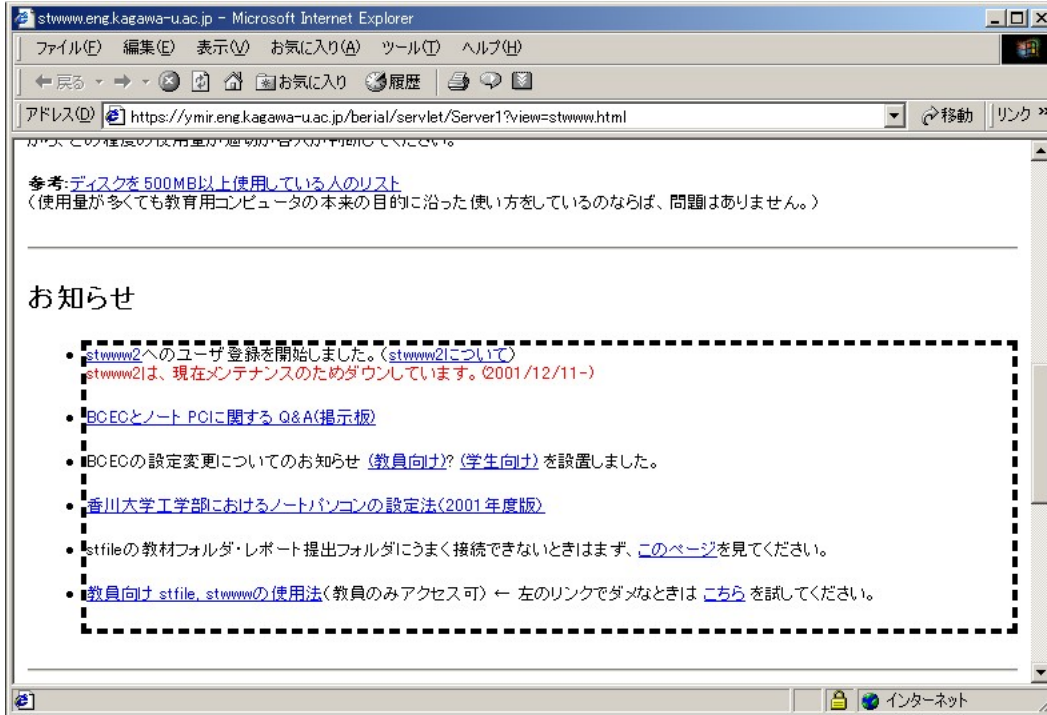 stwww.eng.kagawa-u.ac.jp - Microsoft Internet Explorer
ファイル(F) 編集(E) 表示(V) お気に入り(A) ツール(T) ヘルプ(H)
戻る お気に入り 履歴
アドレス(D) https://ymir.eng.kagawa-u.ac.jp/berial/servlet/Server1?view=stwww.html 移動 リンク
参考:ディスクを500MB以上使用している人のリスト
(使用量が多くても教育用コンピュータの本来の目的に沿った使い方をしているのならば、問題はありません。)
お知らせ
stwww2へのユーザ登録を開始しました。(stwww2について)
stwww2は、現在メンテナンスのためダウンしています。(2001/12/11-)
BCECとノート PCに関する Q&A(掲示板)
BCECの設定変更についてのお知らせ (教員向け)? (学生向け) を設置しました。
香川大学工学部におけるノートパソコンの設定法(2001年度版)
stfileの教材フォルダ・レポート提出フォルダにうまく接続できないときはまず、このページを見てください。
教員向け stfile, stwwwの使用法(教員のみアクセス可) ← 左のリンクでダメなときは こちら を試してください。
インターネット